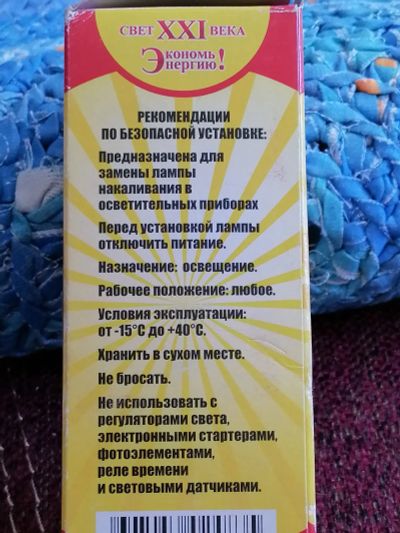 СВЕТ XXI ВЕКА
Экономь
Энергию!
РЕКОМЕНДАЦИИ
ПО БЕЗОПАСНОЙ УСТАНОВКЕ:
Предназначена для
замены лампы
накаливания в
осветительных приборах
Перед установкой лампы
отключить питание.
Назначение: освещение.
Рабочее положение: любое.
Условия эксплуатации:
от -15°С до +40°С.
Хранить в сухом месте.
Не бросать.
Не использовать с
регуляторами света,
электронными стартерами,
фотоэлементами,
реле времени
и световыми датчиками.